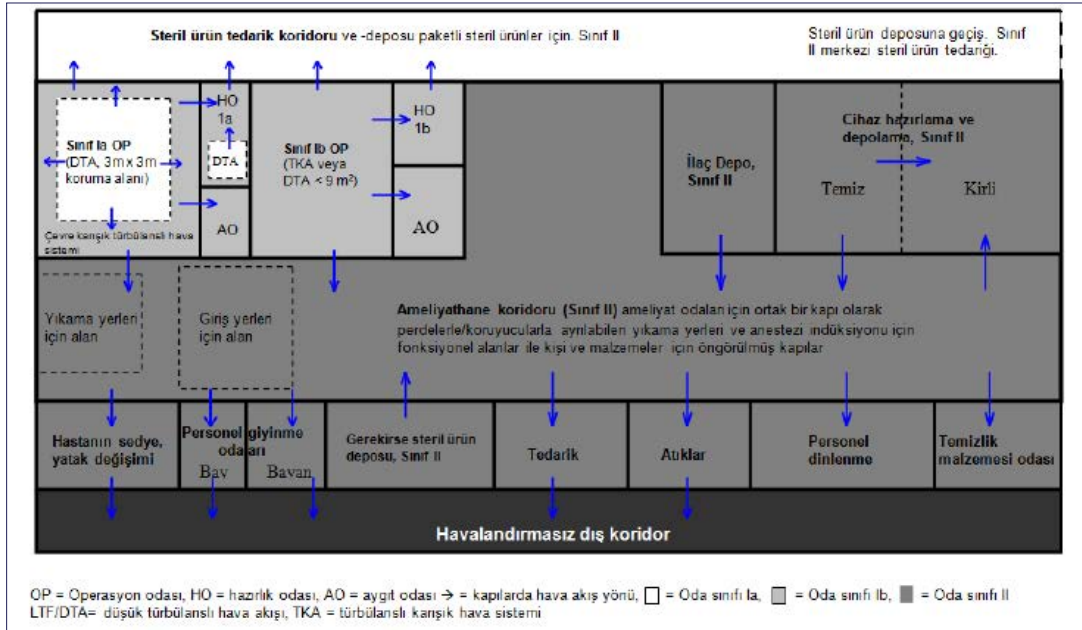 Steril ürün tedarik koridoru ve -deposu paketli steril ürünler için. Sınıf II
Steril ürün deposuna geçiş. Sınıf
II merkezi steril ürün tedariği.
HO
1a
DTA
AO
Sınıf Ia OP
(DTA, 3m x 3m
koruma alanı)
Çevre karışık türbülanslı hava
sistemi
Sınıf Ib OP
(TKA veya
DTA < 9 m²)
HO
1b
AO
İlaç Depo,
Sınıf II
Cihaz hazırlama ve
depolama, Sınıf II
Temiz
Kirli
Yıkama yerleri
için alan
Giriş yerleri
için alan
Ameliyathane koridoru (Sınıf II) ameliyat odaları için ortak bir kapı olarak
perdelerle/koruyucularla ayrılabilen yıkama yerleri ve anestezi indüksiyonu için
fonksiyonel alanlar ile kişi ve malzemeler için öngörülmüş kapılar
Hastanın sedye,
yatak değişimi
Personel giyinme
odaları
Bay
Bayan
Gerekirse steril ürün
deposu, Sınıf II
Tedarik
Atıklar
Personel
dinlenme
Temizlik
malzemesi odası
Havalandırmasız dış koridor
OP = Operasyon odası, HO = hazırlık odası, AO = aygıt odası → = kapılarda hava akış yönü, □ = Oda sınıfı Ia, ■ = Oda sınıfı Ib, ■ = Oda sınıfı II
LTF/DTA= düşük türbülanslı hava akışı, TKA = türbülanslı karışık hava sistemi